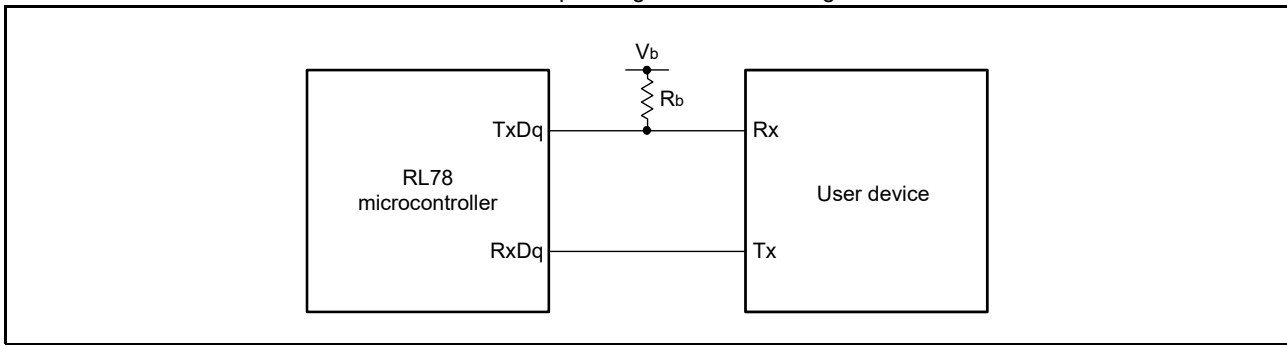 Vb
Rb
TxDq
Rx
RL78
microcontroller
User device
RxDq
Tx